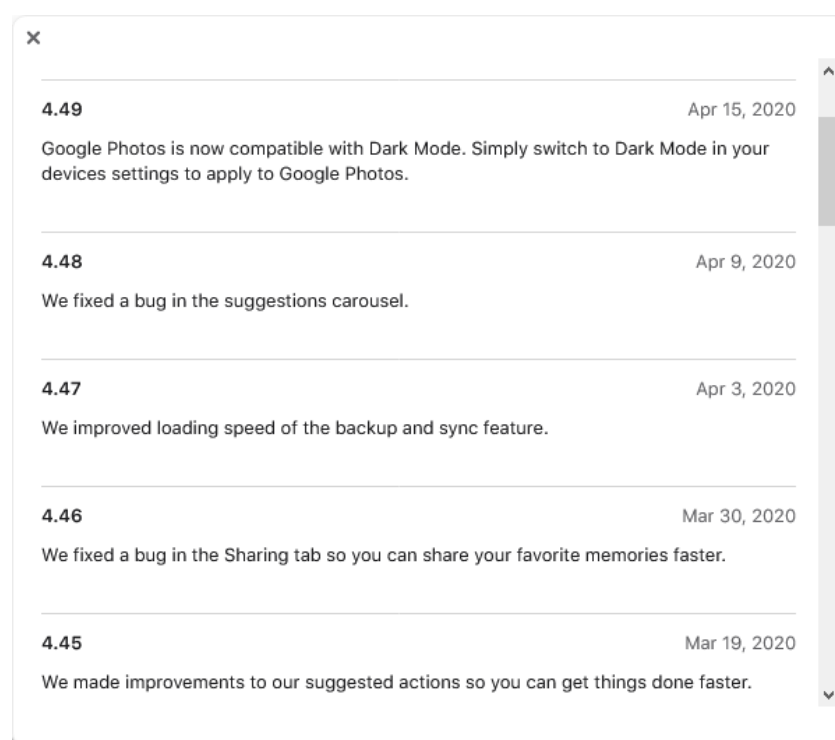 4.49
Apr 15, 2020
Google Photos is now compatible with Dark Mode. Simply switch to Dark Mode in your
devices settings to apply to Google Photos.
4.48
Apr 9, 2020
We fixed a bug in the suggestions carousel.
4.47
Apr 3, 2020
We improved loading speed of the backup and sync feature.
4.46
Mar 30, 2020
We fixed a bug in the Sharing tab so you can share your favorite memories faster.
4.45
Mar 19, 2020
We made improvements to our suggested actions so you can get things done faster.